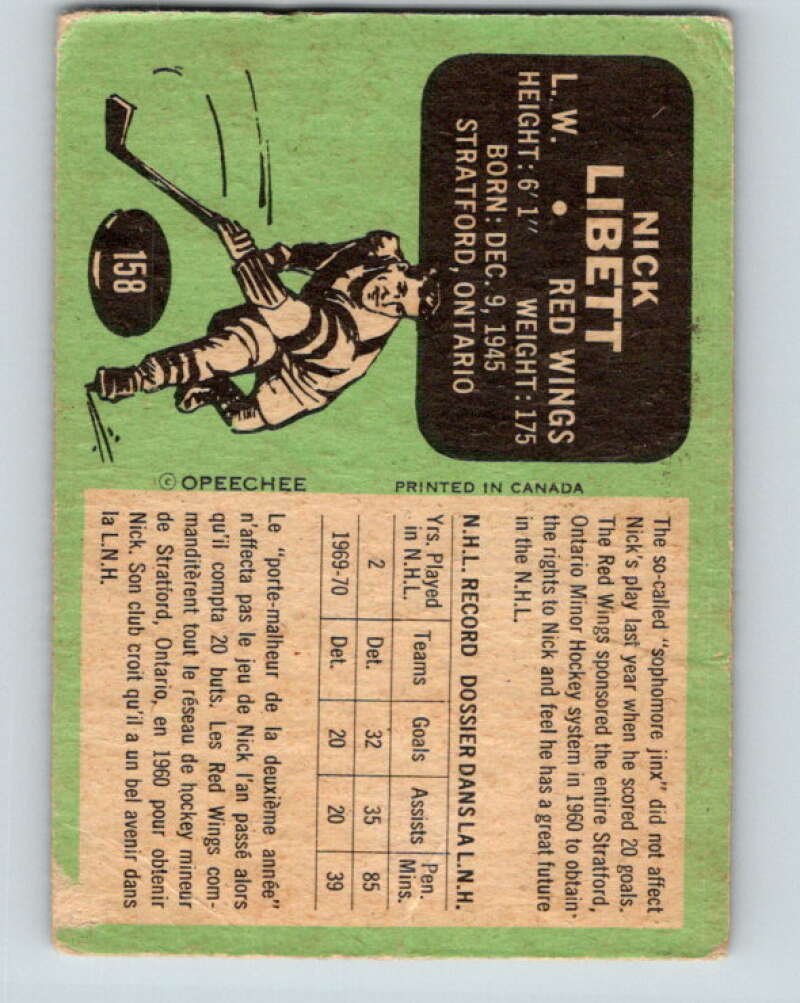 NICK
LIBETT
L. W. • RED WINGS
HEIGHT: 6'1" WEIGHT: 175
BORN: DEC. 9, 1945
STRATFORD, ONTARIO
158
© OPEECHEE PRINTED IN CANADA
The so-called "sophomore jinx" did not affect
Nick's play last year when he scored 20 goals.
The Red Wings sponsored the entire Stratford,
Ontario Minor Hockey system in 1960 to obtain
the rights to Nick and feel he has a great future
in the N.H.L.
N.H.L. RECORD DOSSIER DANS LA L.N.H.
Yrs. Played in N.H.L. Teams Goals Assists Pen. Mins.
2 Det. 32 35 85
1969-70 Det. 20 20 39
Le "porte-malheur de la deuxième année"
n'affecta pas le jeu de Nick l'an passé alors
qu'il compta 20 buts. Les Red Wings com-
manditèrent tout le réseau de hockey mineur
de Stratford, Ontario, en 1960 pour obtenir
Nick. Son club croit qu'il a un bel avenir dans
la L.N.H.